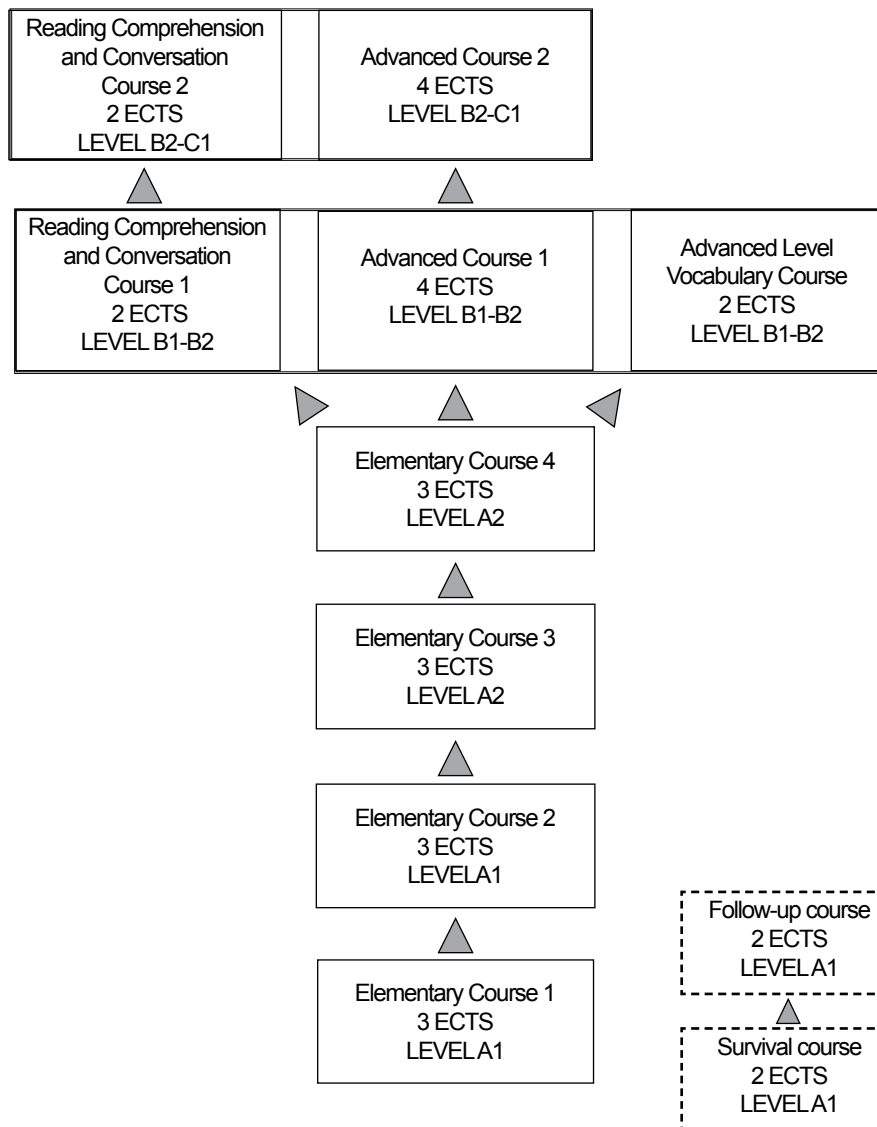 Reading Comprehension
and Conversation
Course 2
2 ECTS
LEVEL B2-C1
Advanced Course 2
4 ECTS
LEVEL B2-C1
Reading Comprehension
and Conversation
Course 1
2 ECTS
LEVEL B1-B2
Advanced Course 1
4 ECTS
LEVEL B1-B2
Advanced Level
Vocabulary Course
2 ECTS
LEVEL B1-B2
Elementary Course 4
3 ECTS
LEVEL A2
Elementary Course 3
3 ECTS
LEVEL A2
Elementary Course 2
3 ECTS
LEVEL A1
Elementary Course 1
3 ECTS
LEVEL A1
Follow-up course
2 ECTS
LEVEL A1
Survival course
2 ECTS
LEVEL A1